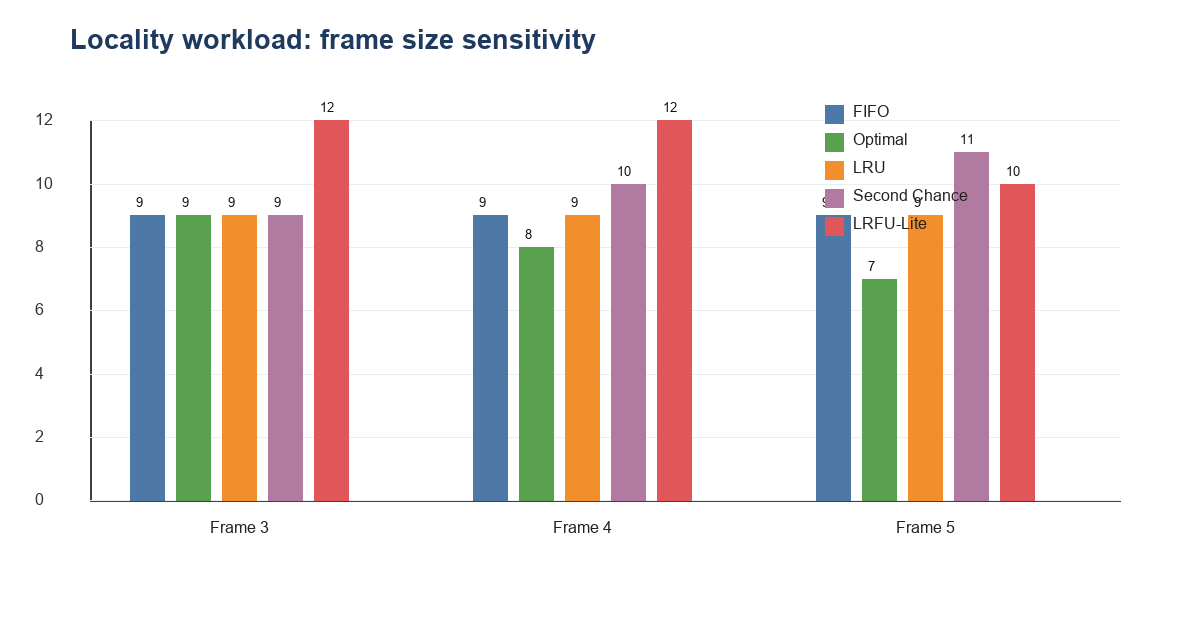 Locality workload: frame size sensitivity
12
10
8
6
4
2
0
9 9 9 9 12
9 8 9 10 12
9 7 9 11 10
FIFO
Optimal
LRU
Second Chance
LRFU-Lite
Frame 3 Frame 4 Frame 5